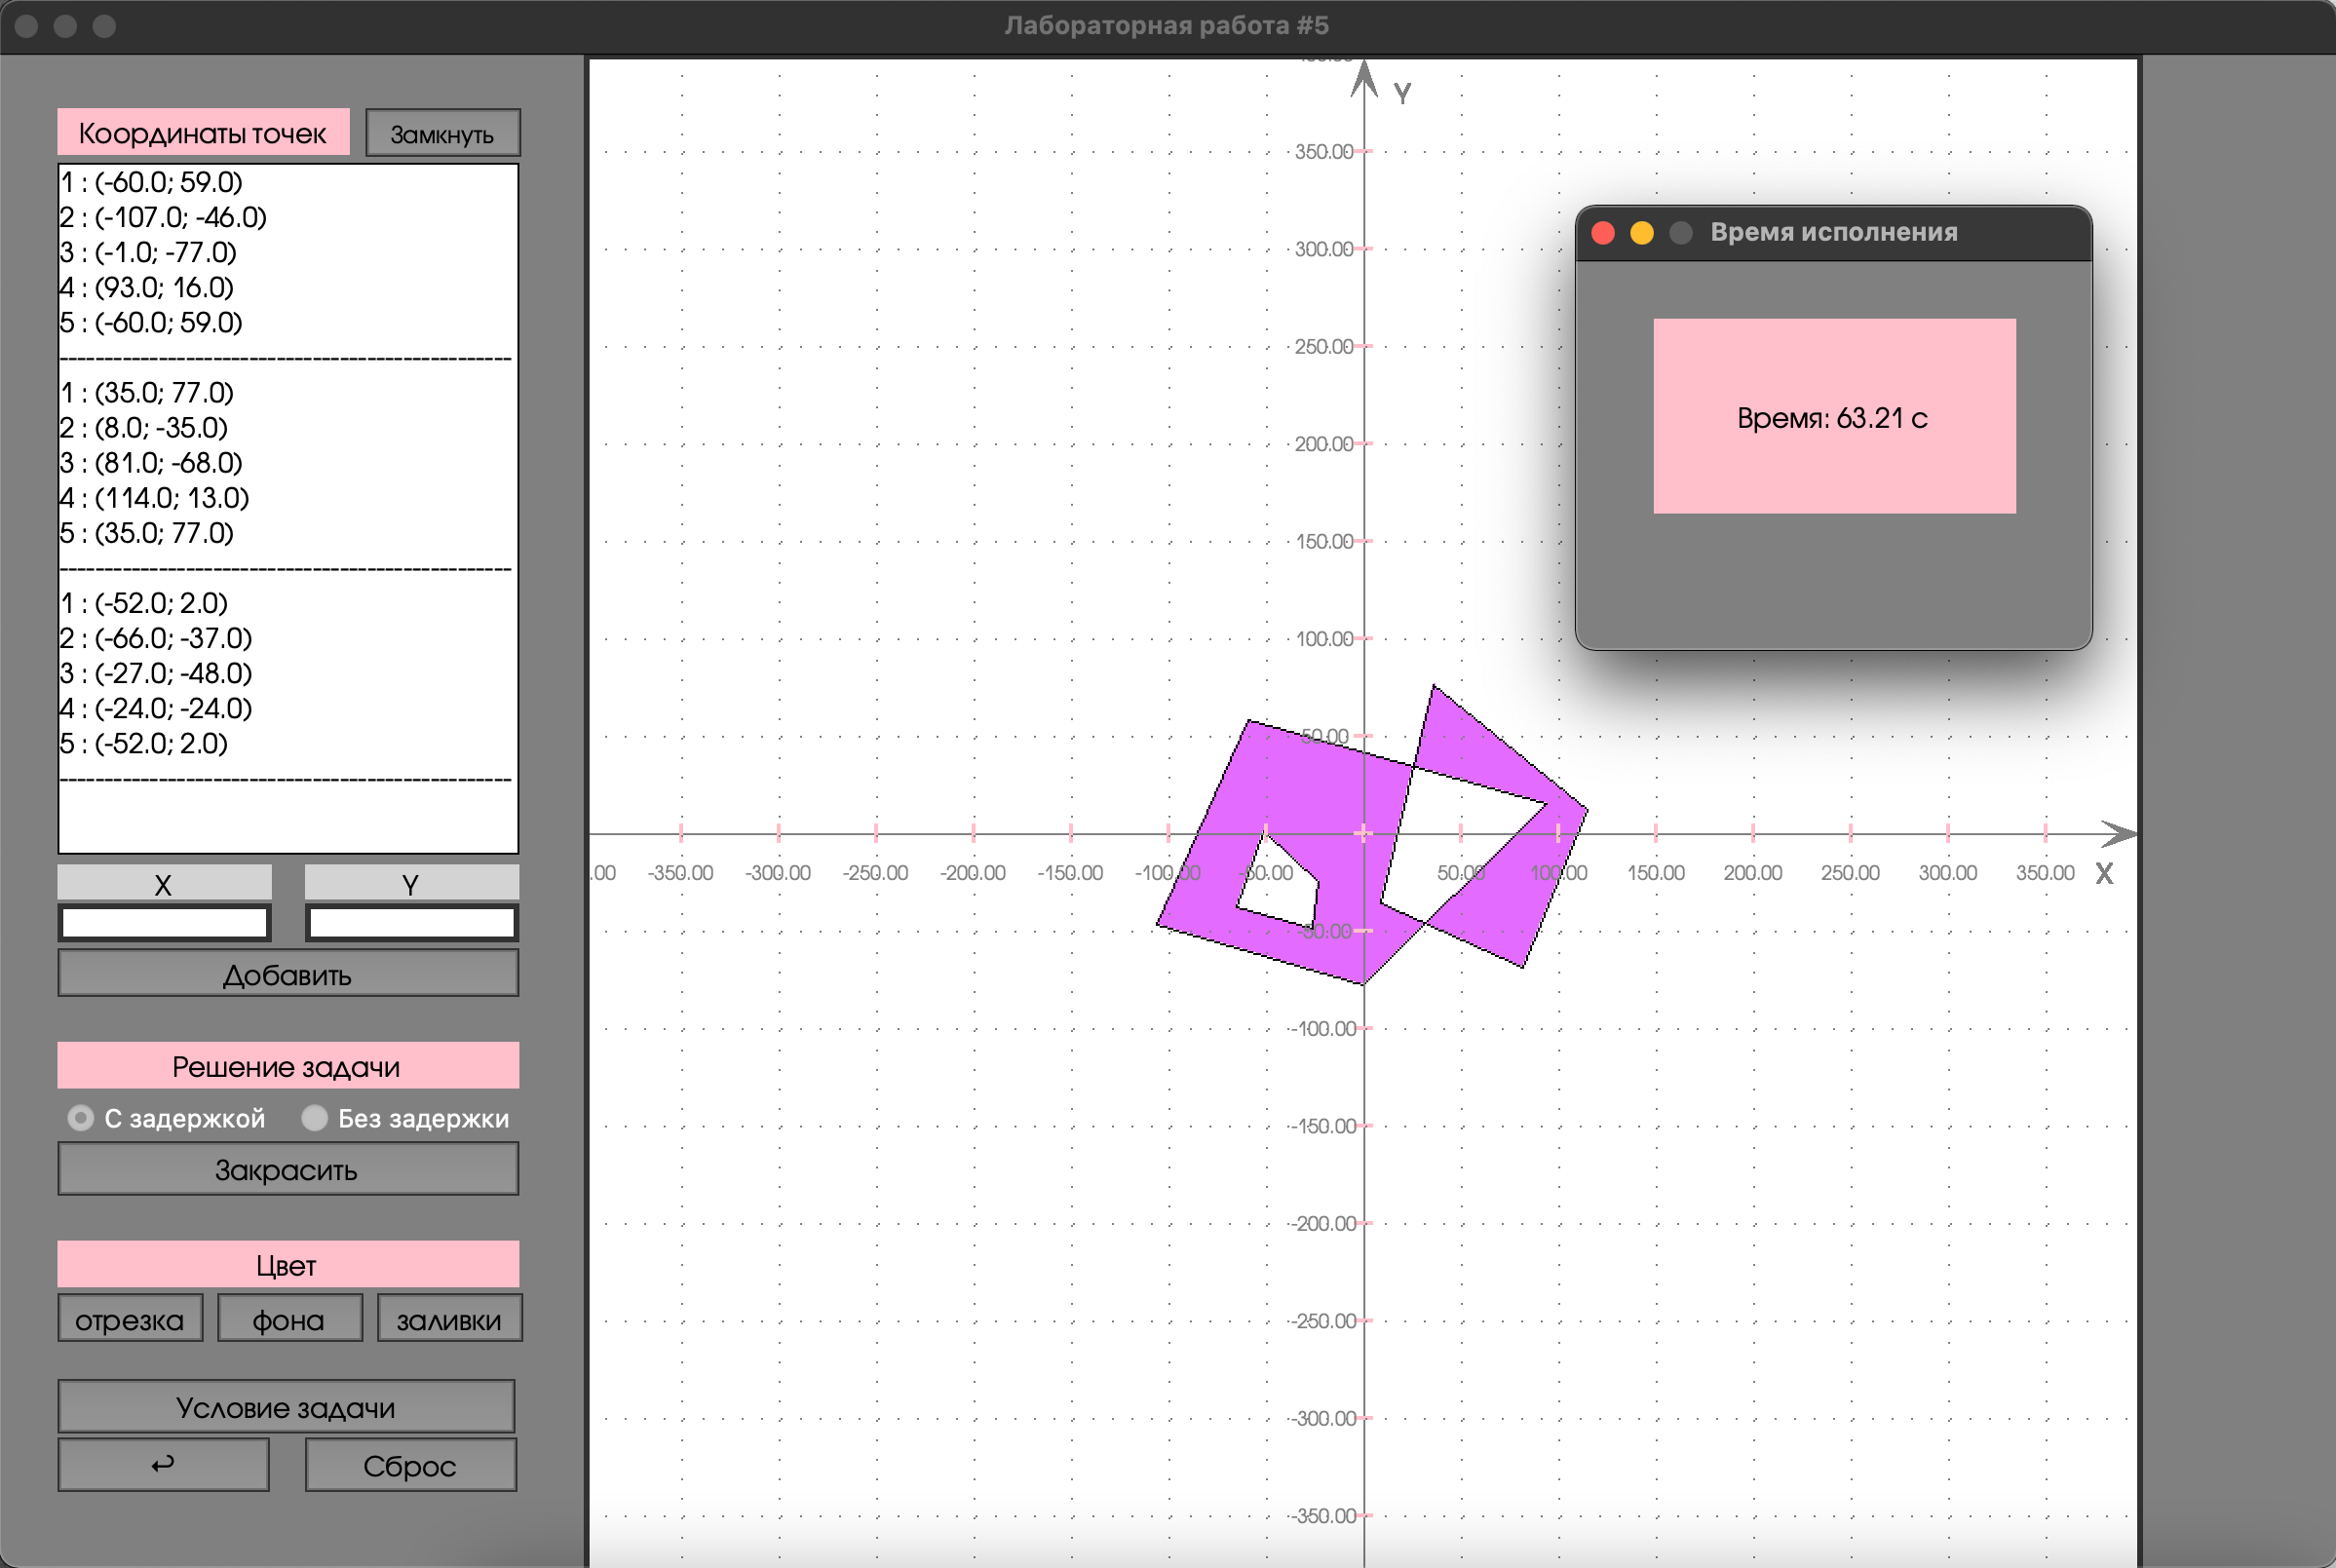 Лабораторная работа #5
Координаты точек
Замкнуть
1 : (-60.0; 59.0)
2 : (-107.0; -46.0)
3 : (-1.0; -77.0)
4 : (93.0; 16.0)
5 : (-60.0; 59.0)
1 : (35.0; 77.0)
2 : (8.0; -35.0)
3 : (81.0; -68.0)
4 : (114.0; 13.0)
5 : (35.0; 77.0)
1 : (-52.0; 2.0)
2 : (-66.0; -37.0)
3 : (-27.0; -48.0)
4 : (-24.0; -24.0)
5 : (-52.0; 2.0)
X
Y
Добавить
Решение задачи
С задержкой
Без задержки
Закрасить
Цвет
отрезка
фона
заливки
Условие задачи
Сброс
Y
350.00
300.00
250.00
200.00
150.00
100.00
50.00
.00
-350.00
-300.00
-250.00
-200.00
-150.00
-100.00
-50.00
50.00
100.00
150.00
200.00
250.00
300.00
350.00
X
-50.00
-100.00
-150.00
-200.00
-250.00
-300.00
-350.00
Время исполнения
Время: 63.21 с